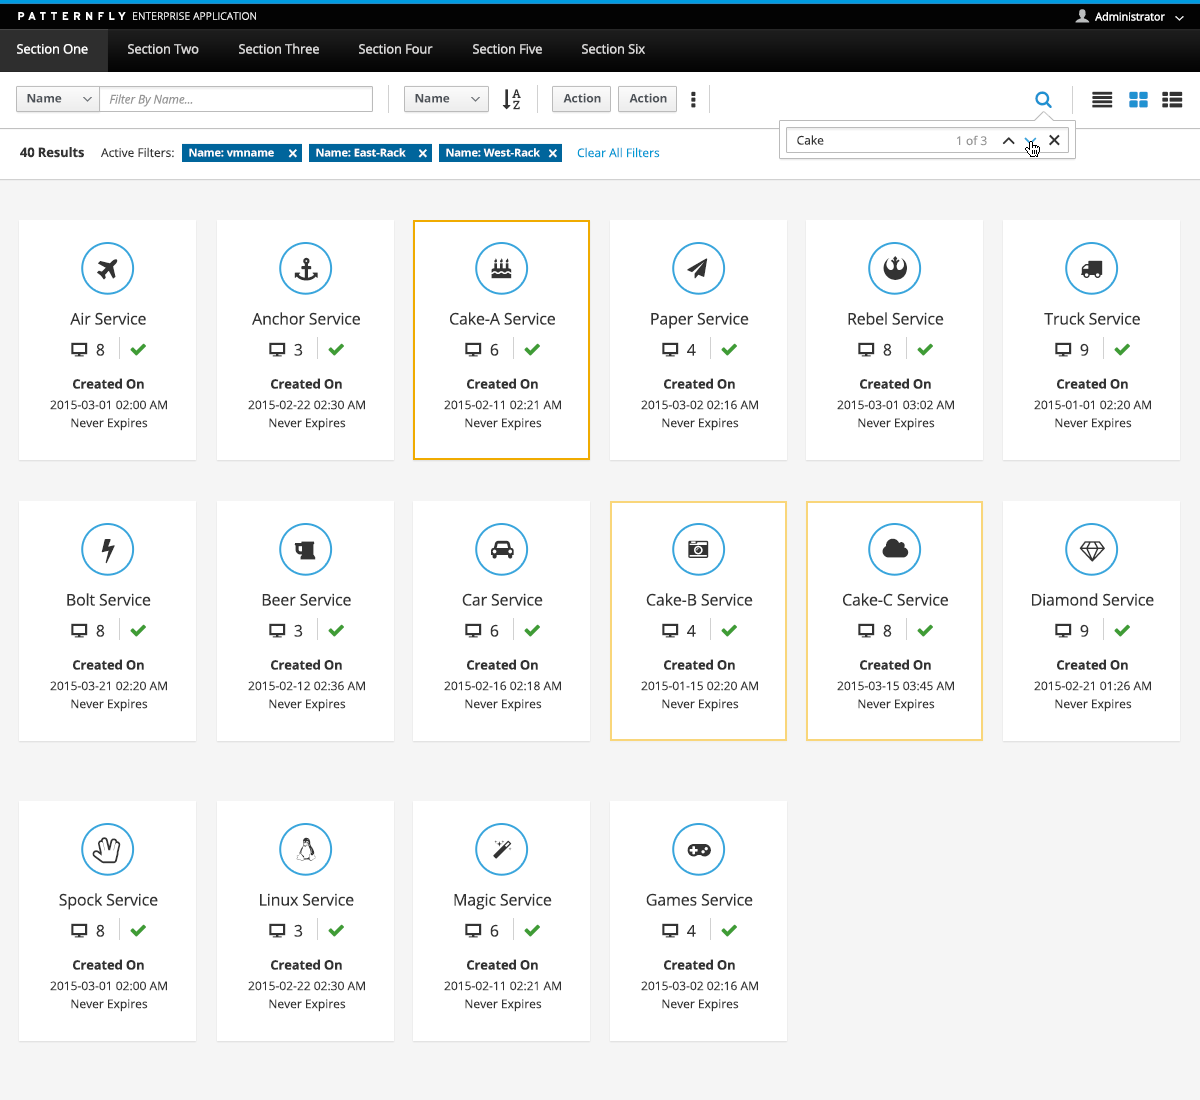 PATTERNFLY ENTERPRISE APPLICATION
Administrator
Section One Section Two Section Three Section Four Section Five Section Six
Name Filter By Name... Name A Z Action Action
Cake 1 of 3
40 Results Active Filters: Name: vmname Name: East-Rack Name: West-Rack Clear All Filters
Air Service Anchor Service Cake-A Service Paper Service Rebel Service Truck Service
8 3 6 4 8 9
Created On Created On Created On Created On Created On Created On
2015-03-01 02:00 AM 2015-02-22 02:30 AM 2015-02-11 02:21 AM 2015-03-02 02:16 AM 2015-03-01 03:02 AM 2015-01-01 02:20 AM
Never Expires Never Expires Never Expires Never Expires Never Expires Never Expires
Bolt Service Beer Service Car Service Cake-B Service Cake-C Service Diamond Service
8 3 6 4 8 9
Created On Created On Created On Created On Created On Created On
2015-03-21 02:20 AM 2015-02-12 02:36 AM 2015-02-16 02:18 AM 2015-01-15 02:20 AM 2015-03-15 03:45 AM 2015-02-21 01:26 AM
Never Expires Never Expires Never Expires Never Expires Never Expires Never Expires
Spock Service Linux Service Magic Service Games Service
8 3 6 4
Created On Created On Created On Created On
2015-03-01 02:00 AM 2015-02-22 02:30 AM 2015-02-11 02:21 AM 2015-03-02 02:16 AM
Never Expires Never Expires Never Expires Never Expires